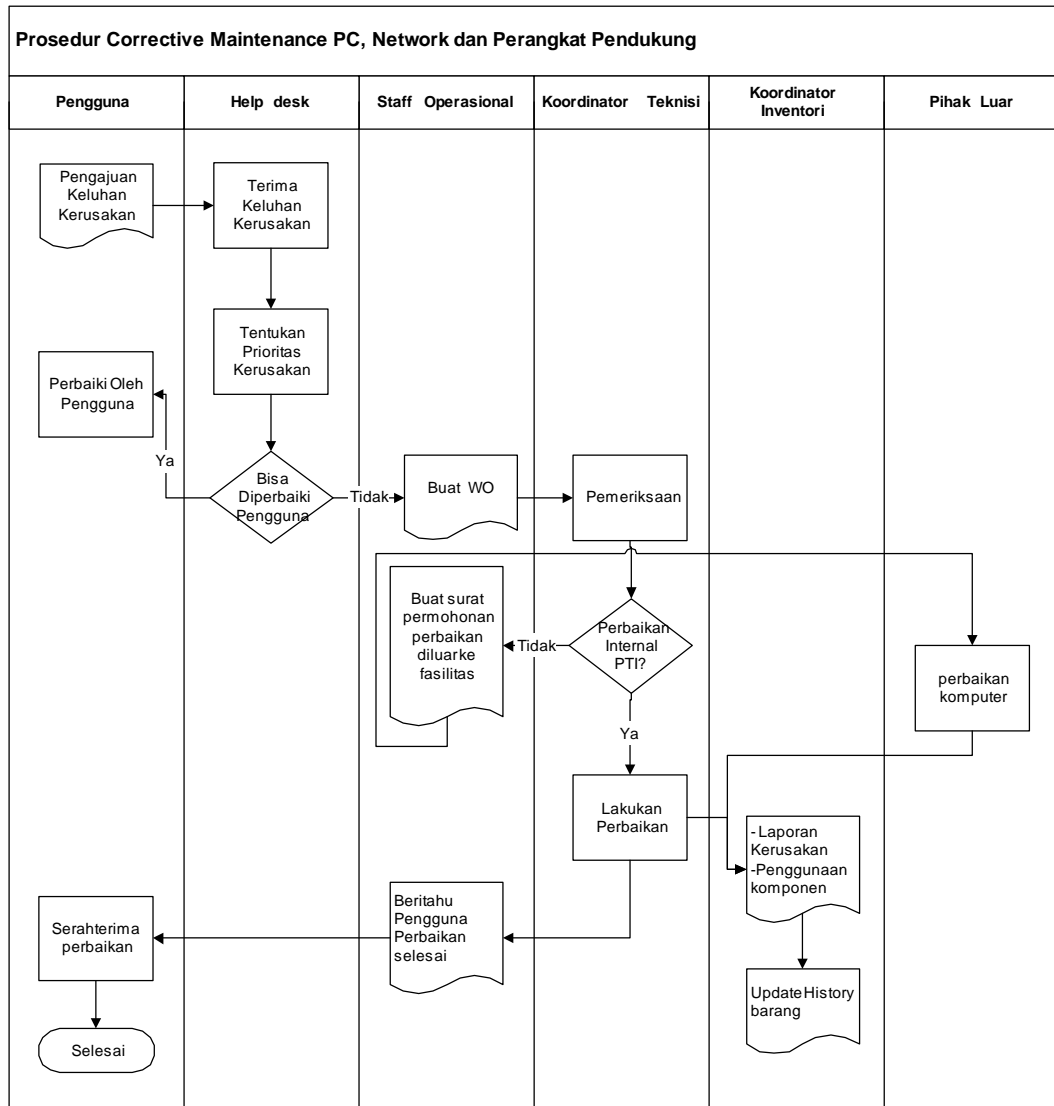 Prosedur Corrective Maintenance PC, Network dan Perangkat Pendukung
Pengguna
Help desk
Staff Operasional
Koordinator Teknisi
Koordinator
Inventori
Pihak Luar
Pengajuan
Keluhan
Kerusakan
Terima
Keluhan
Kerusakan
Tentukan
Prioritas
Kerusakan
Perbaiki Oleh
Pengguna
Ya
Bisa
Diperbaiki
Pengguna
Tidak
Buat WO
Pemeriksaan
Buat surat
permohonan
perbaikan
diluarke
fasilitas
Tidak
Perbaikan
Internal
PTI?
perbaikan
komputer
Ya
Lakukan
Perbaikan
- Laporan
Kerusakan
-Penggunaan
komponen
Beritahu
Pengguna
Perbaikan
selesai
Serahterima
perbaikan
Update History
barang
Selesai